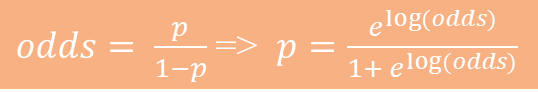 odds = p/1−p => p = e^log(odds)/1+ e^log(odds)